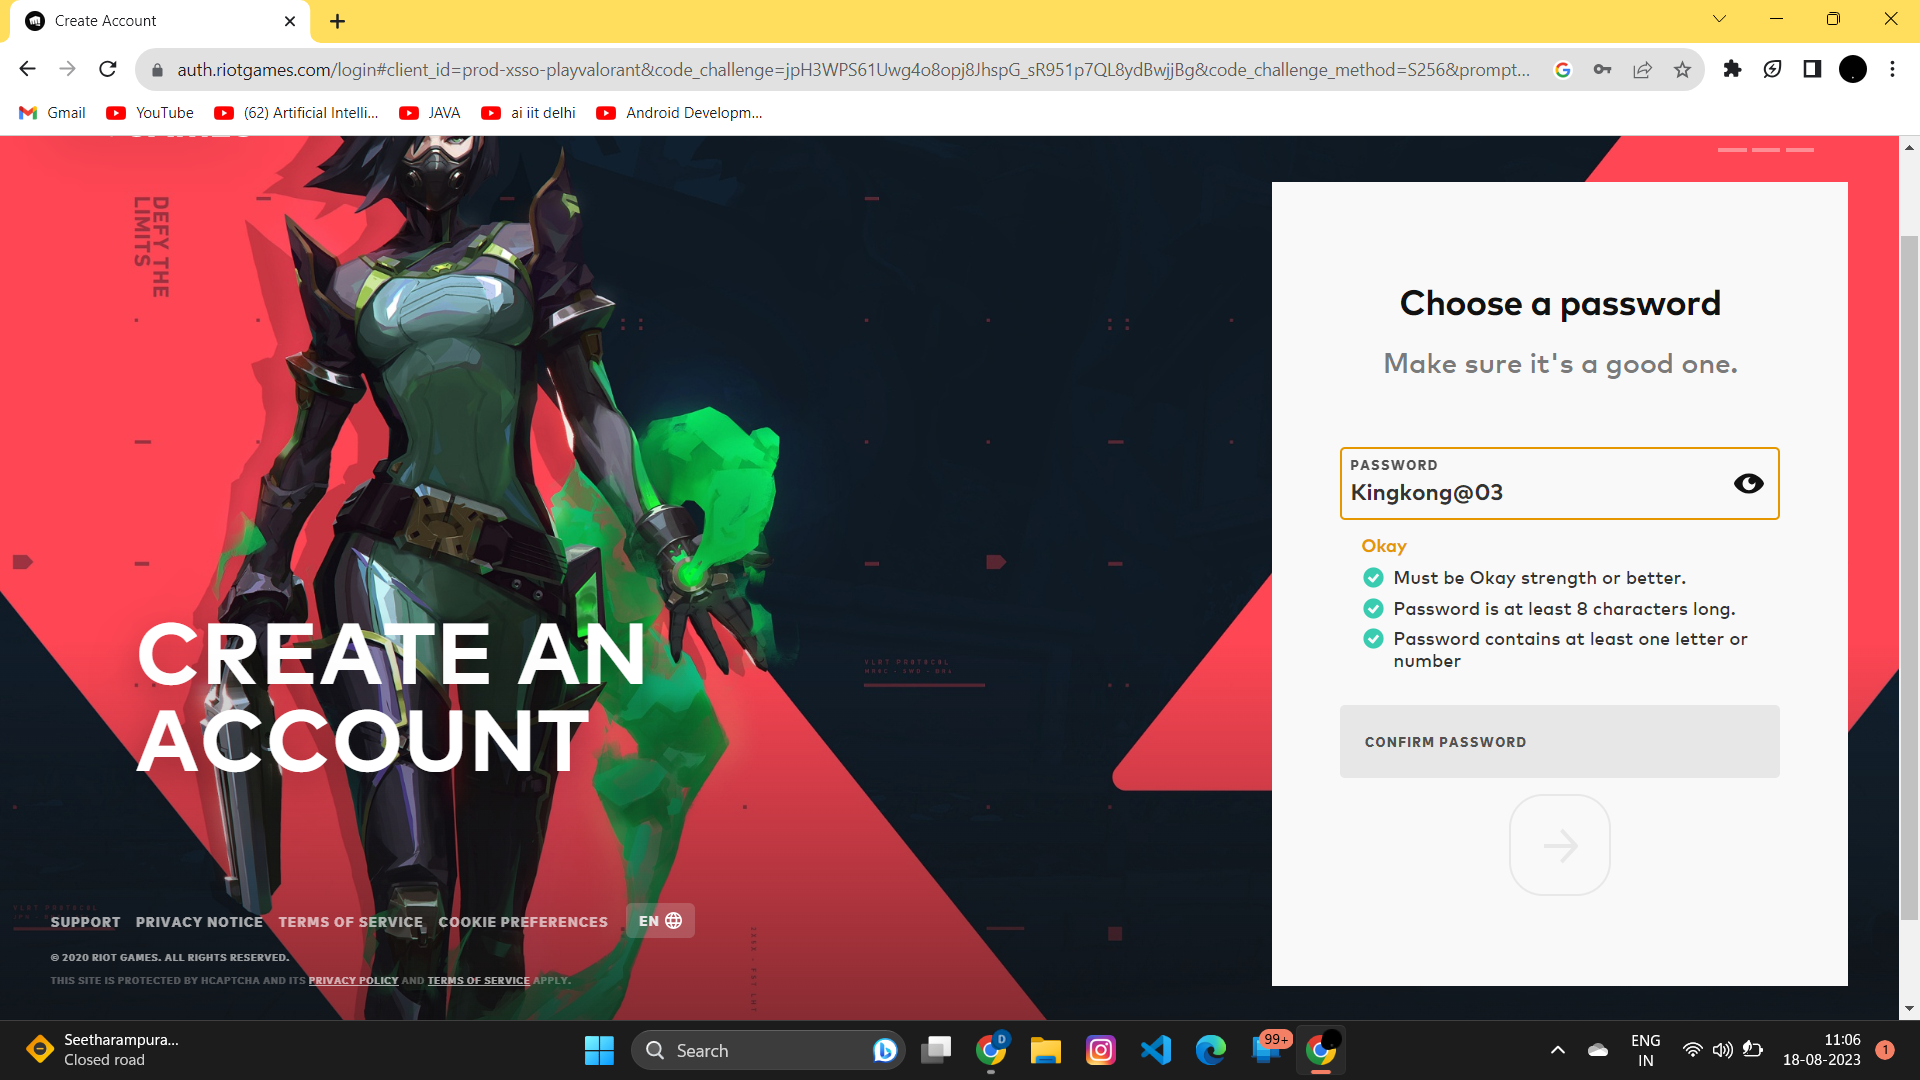 Create Account
auth.riotgames.com/login#client_id=prod-xsso-playvalorant&code_challenge=jpH3WPS61Uwg4o8opj8JhspG_sR951p7QL8ydBwjjBg&code_challenge_method=S256&prompt...
Gmail
YouTube
(62) Artificial Intelli...
JAVA
ai iit delhi
Android Developm...
DEFY THE
LIMITS
Choose a password
Make sure it's a good one.
PASSWORD
Kingkong@03
Okay
Must be Okay strength or better.
Password is at least 8 characters long.
Password contains at least one letter or
number
CONFIRM PASSWORD
CREATE AN
ACCOUNT
VLRT PROTOCOL
SUPPORT
PRIVACY NOTICE
TERMS OF SERVICE
COOKIE PREFERENCES
EN
© 2020 RIOT GAMES. ALL RIGHTS RESERVED.
THIS SITE IS PROTECTED BY HCAPTCHA AND ITS PRIVACY POLICY AND TERMS OF SERVICE APPLY.
Seetharampura...
Closed road
Search
D
99+
ENG
IN
11:06
18-08-2023
1